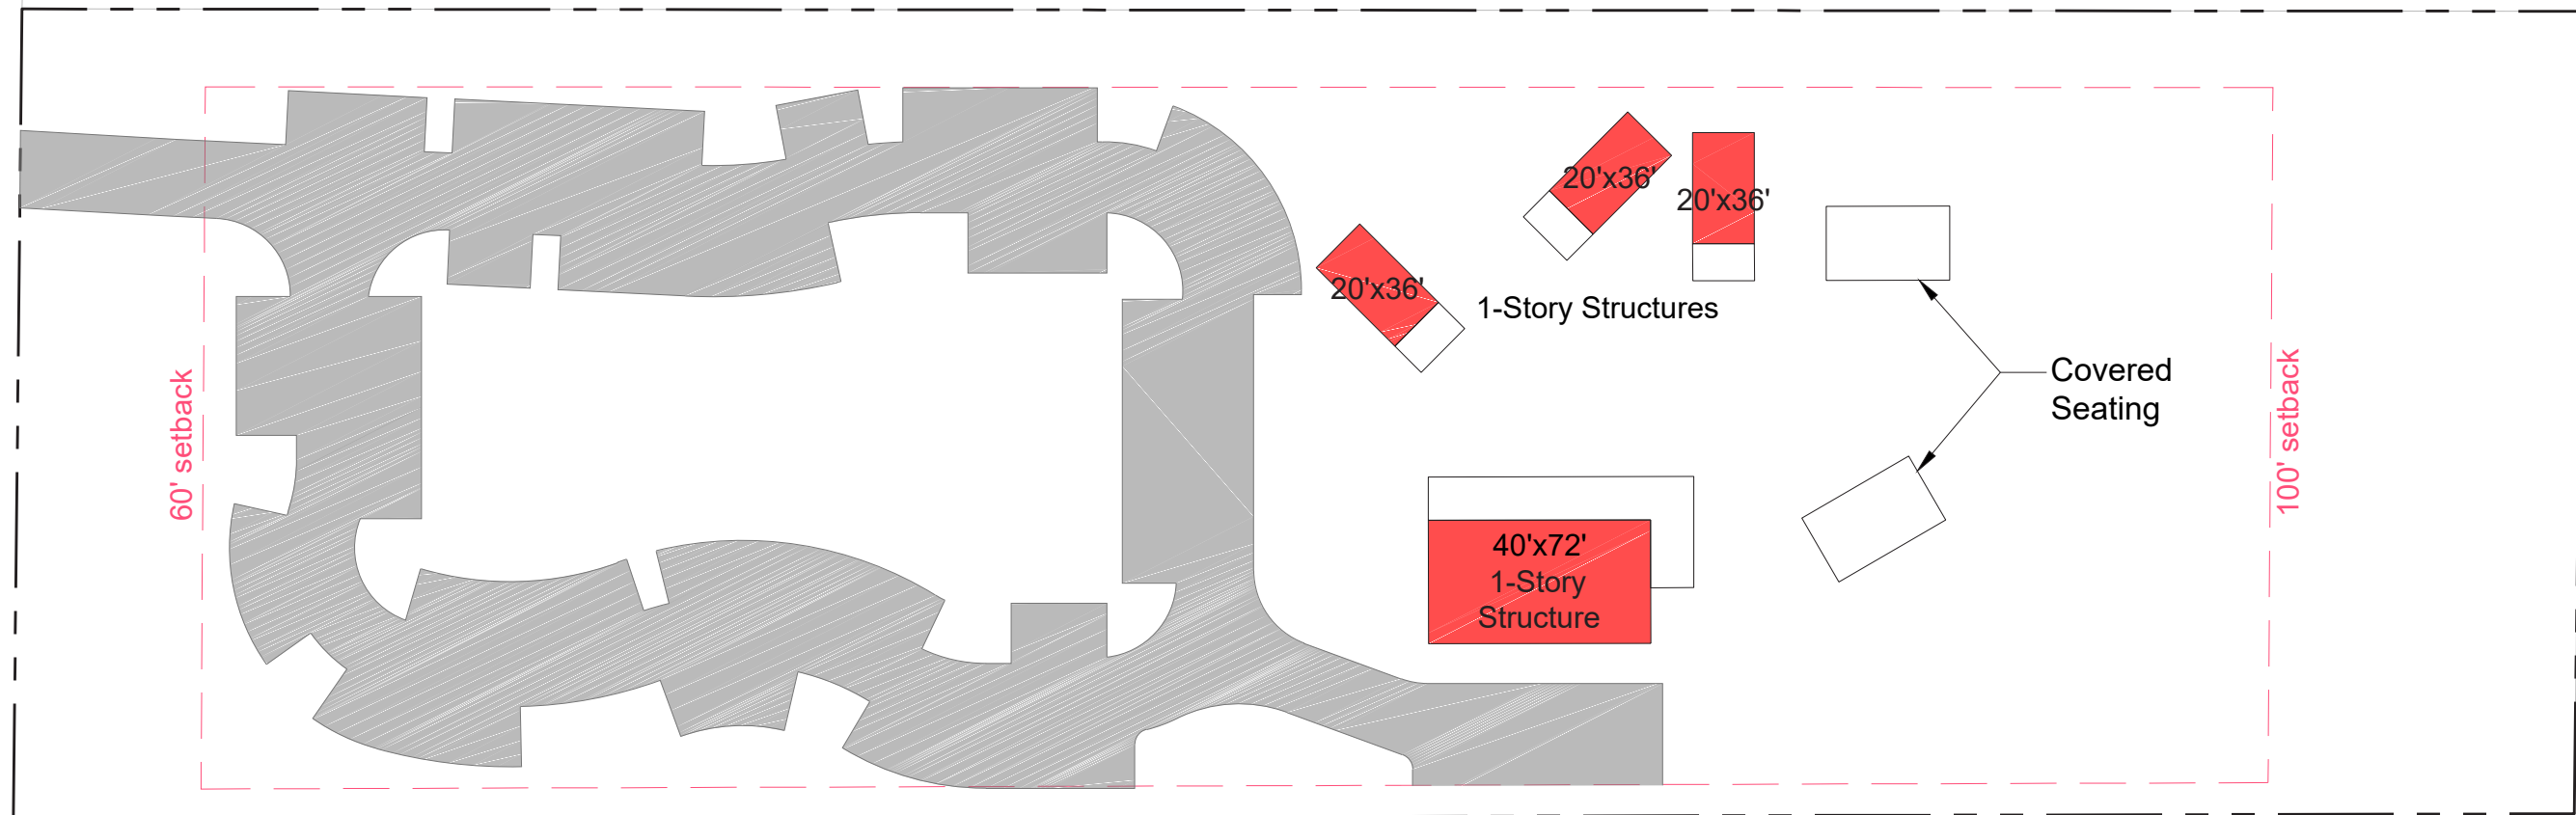 20'x36'
20'x36'
20'x36'
1-Story Structures
Covered
Seating
60' setback
100' setback
40'x72'
1-Story
Structure